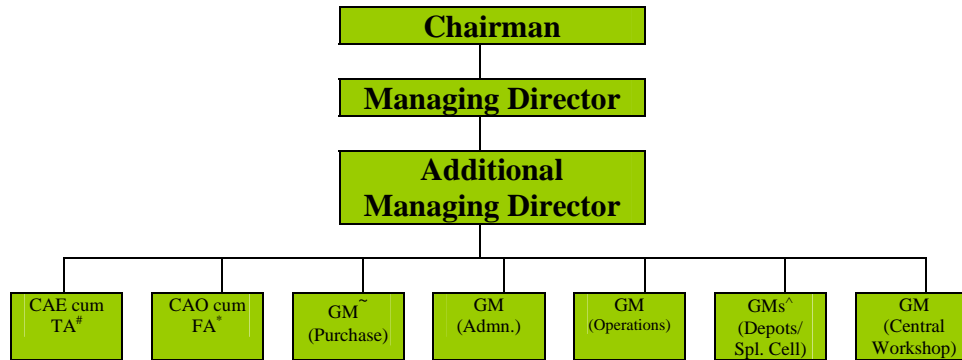 Chairman
Managing Director
Additional
Managing Director
CAE cum
TA#
CAO cum
FA*
GM~
(Purchase)
GM
(Admn.)
GM
(Operations)
GMs^
(Depots/
Spl. Cell)
GM
(Central
Workshop)